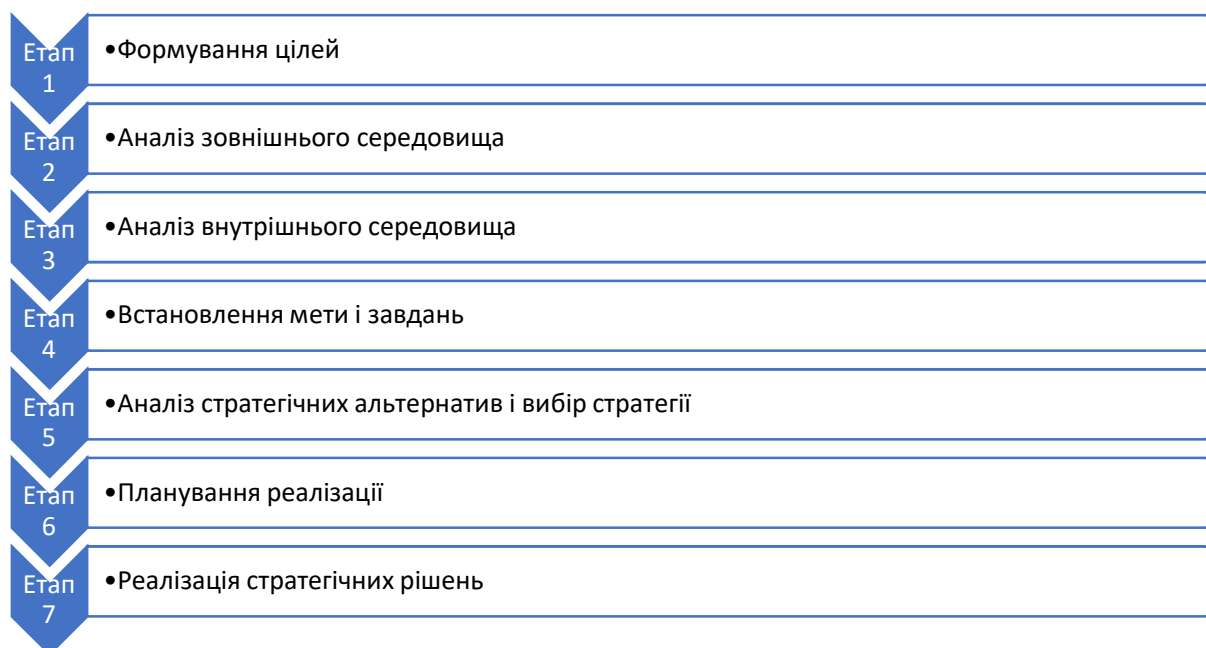 Етап
1
•Формування цілей
Етап
2
•Аналіз зовнішнього середовища
Етап
3
•Аналіз внутрішнього середовища
Етап
4
•Встановлення мети і завдань
Етап
5
•Аналіз стратегічних альтернатив і вибір стратегії
Етап
6
•Планування реалізації
Етап
7
•Реалізація стратегічних рішень